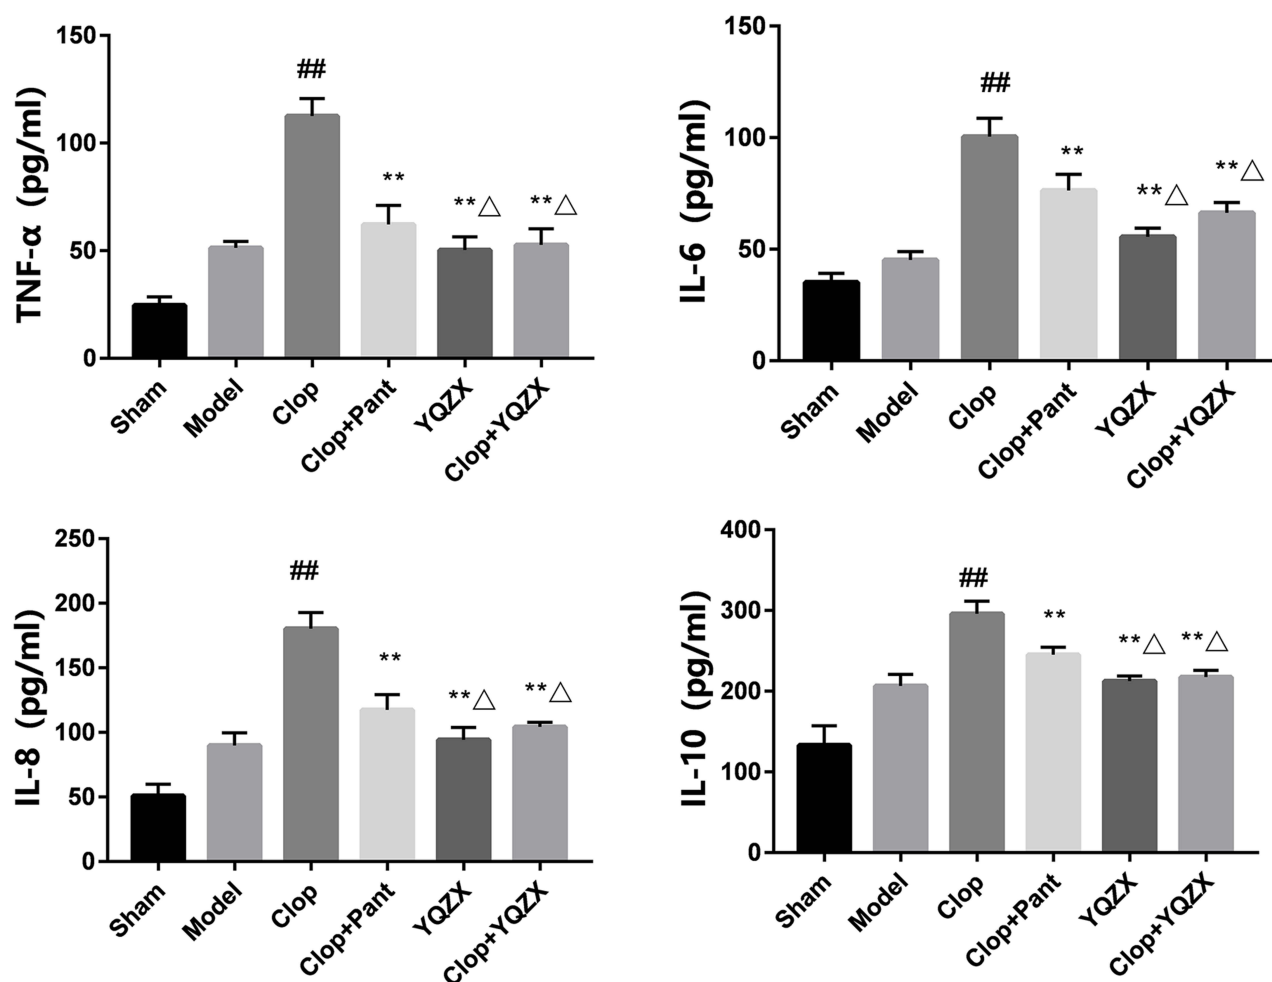 TNF-α (pg/ml)
150
100
50
0
##
**
**△
**△
Sham
Model
Clop
Clop+Pant
YQZX
Clop+YQZX
IL-6 (pg/ml)
150
100
50
0
##
**
**△
**△
Sham
Model
Clop
Clop+Pant
YQZX
Clop+YQZX
IL-8 (pg/ml)
250
200
150
100
50
0
##
**
**△
**△
Sham
Model
Clop
Clop+Pant
YQZX
Clop+YQZX
IL-10 (pg/ml)
400
300
200
100
0
##
**
**△
**△
Sham
Model
Clop
Clop+Pant
YQZX
Clop+YQZX